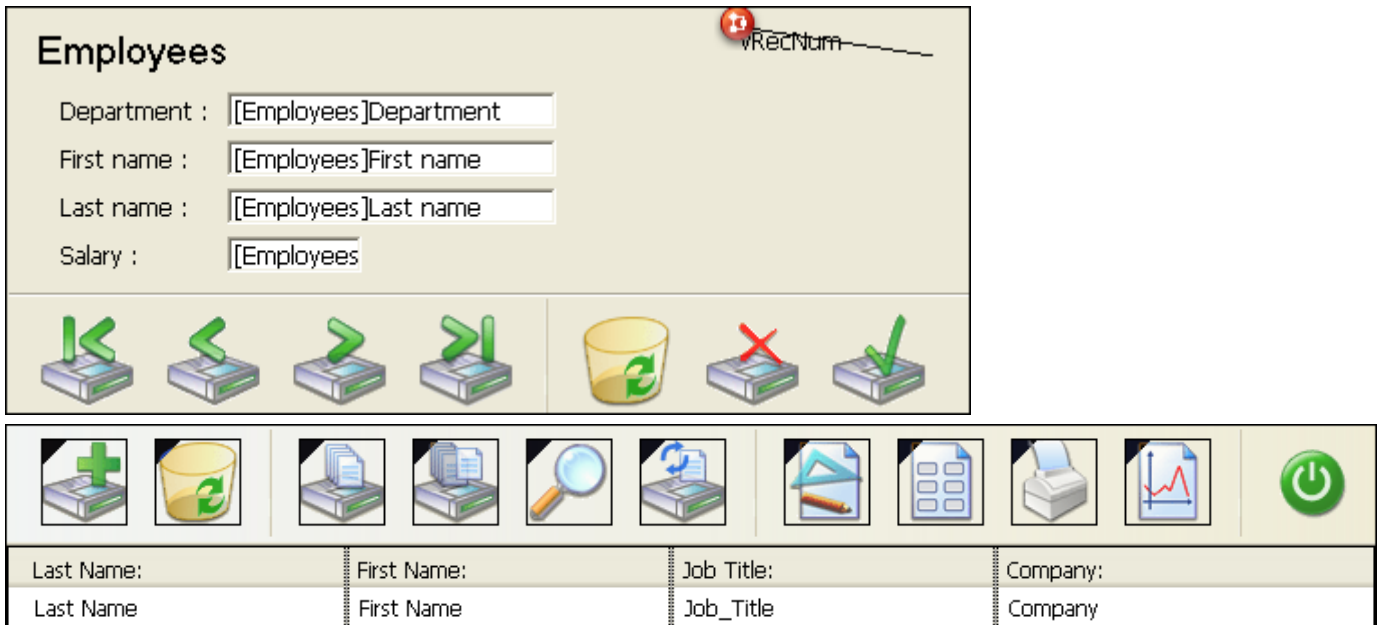 Employees
vRecNum
Department : [Employees]Department
First name : [Employees]First name
Last name : [Employees]Last name
Salary : [Employees
Last Name: First Name: Job Title: Company:
Last Name First Name Job_Title Company